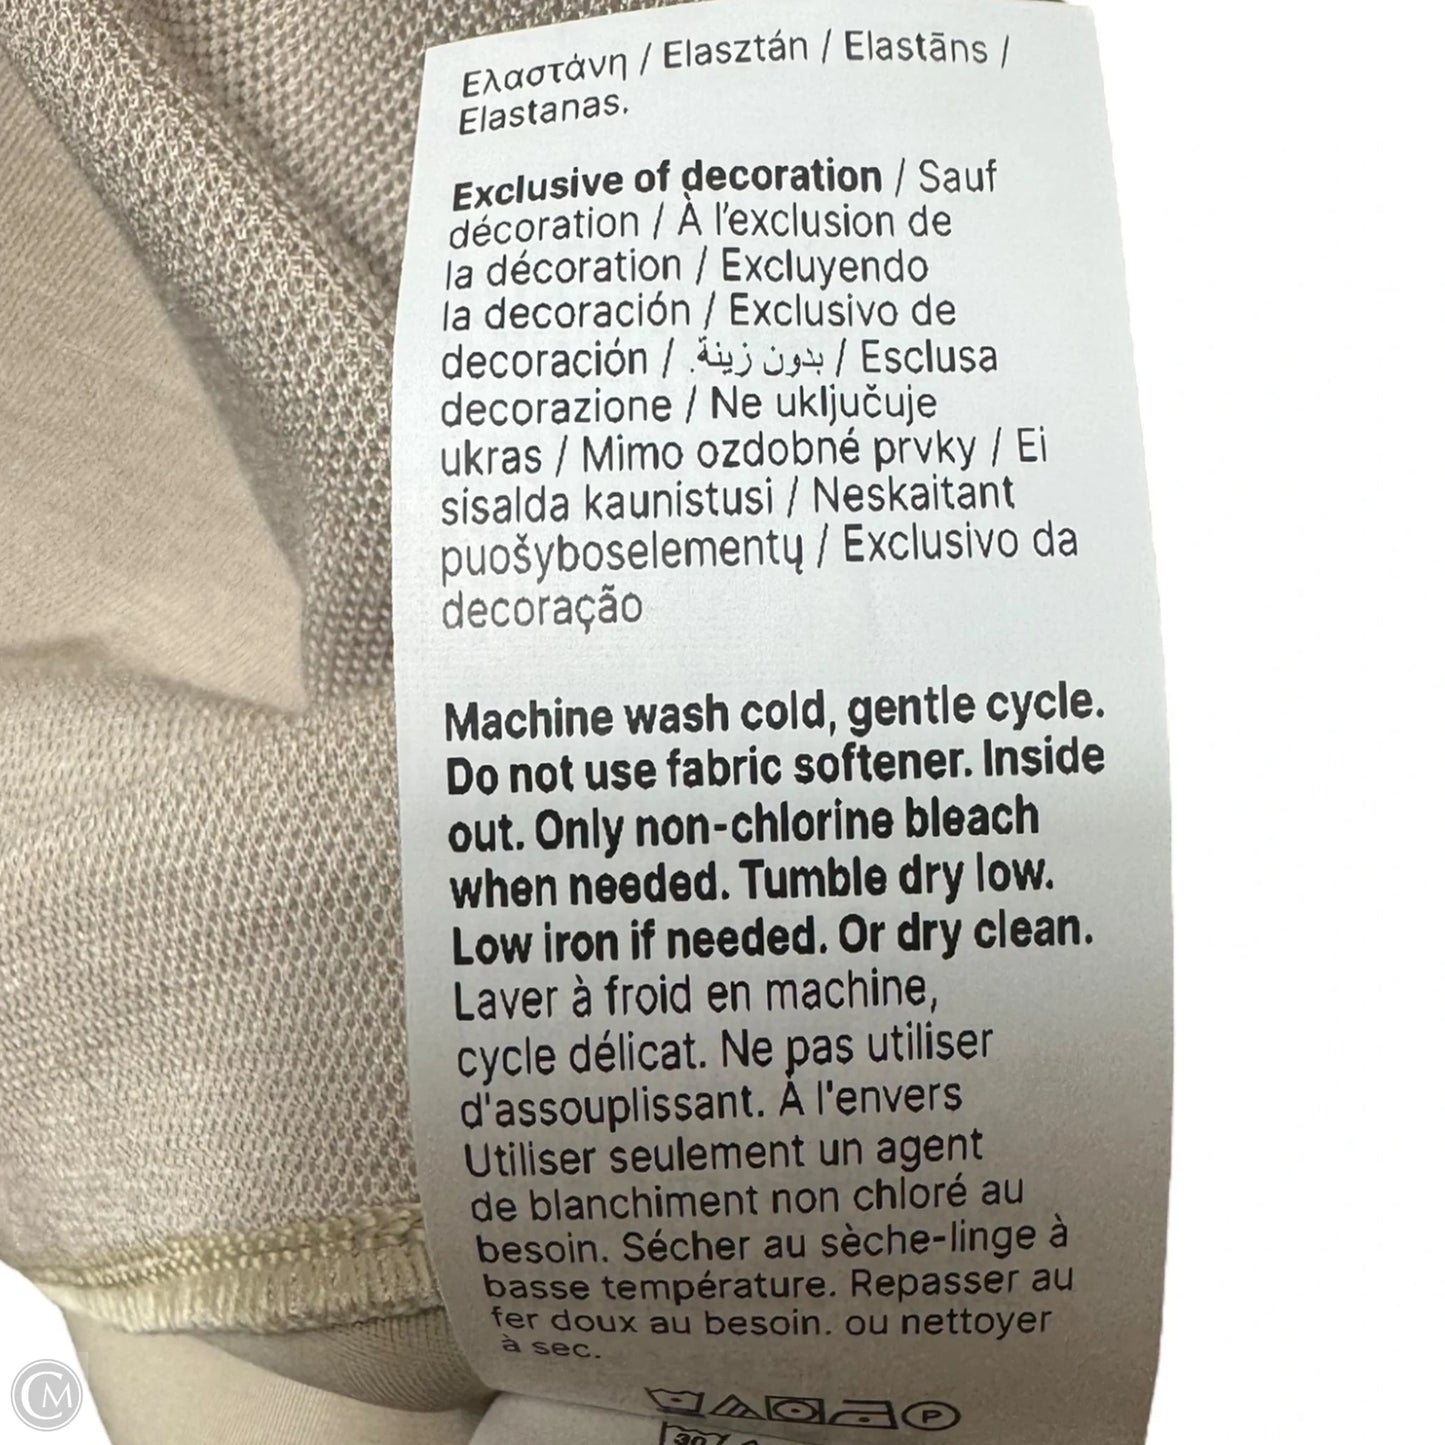 Ελαστάνη / Elasztán / Elastāns /
Elastanas.
Exclusive of decoration / Sauf
décoration / À l'exclusion de
la décoration / Excluyendo
la decoración / Exclusivo de
decoración / بدون زينة. / Esclusa
decorazione / Ne uključuje
ukras / Mimo ozdobné prvky / Ei
sisalda kaunistusi / Neskaitant
puošyboselementų / Exclusivo da
decoração
Machine wash cold, gentle cycle.
Do not use fabric softener. Inside
out. Only non-chlorine bleach
when needed. Tumble dry low.
Low iron if needed. Or dry clean.
Laver à froid en machine,
cycle délicat. Ne pas utiliser
d'assouplissant. À l'envers
Utiliser seulement un agent
de blanchiment non chloré au
besoin. Sécher au sèche-linge à
basse température. Repasser au
fer doux au besoin. ou nettoyer
à sec.
P
30
CM